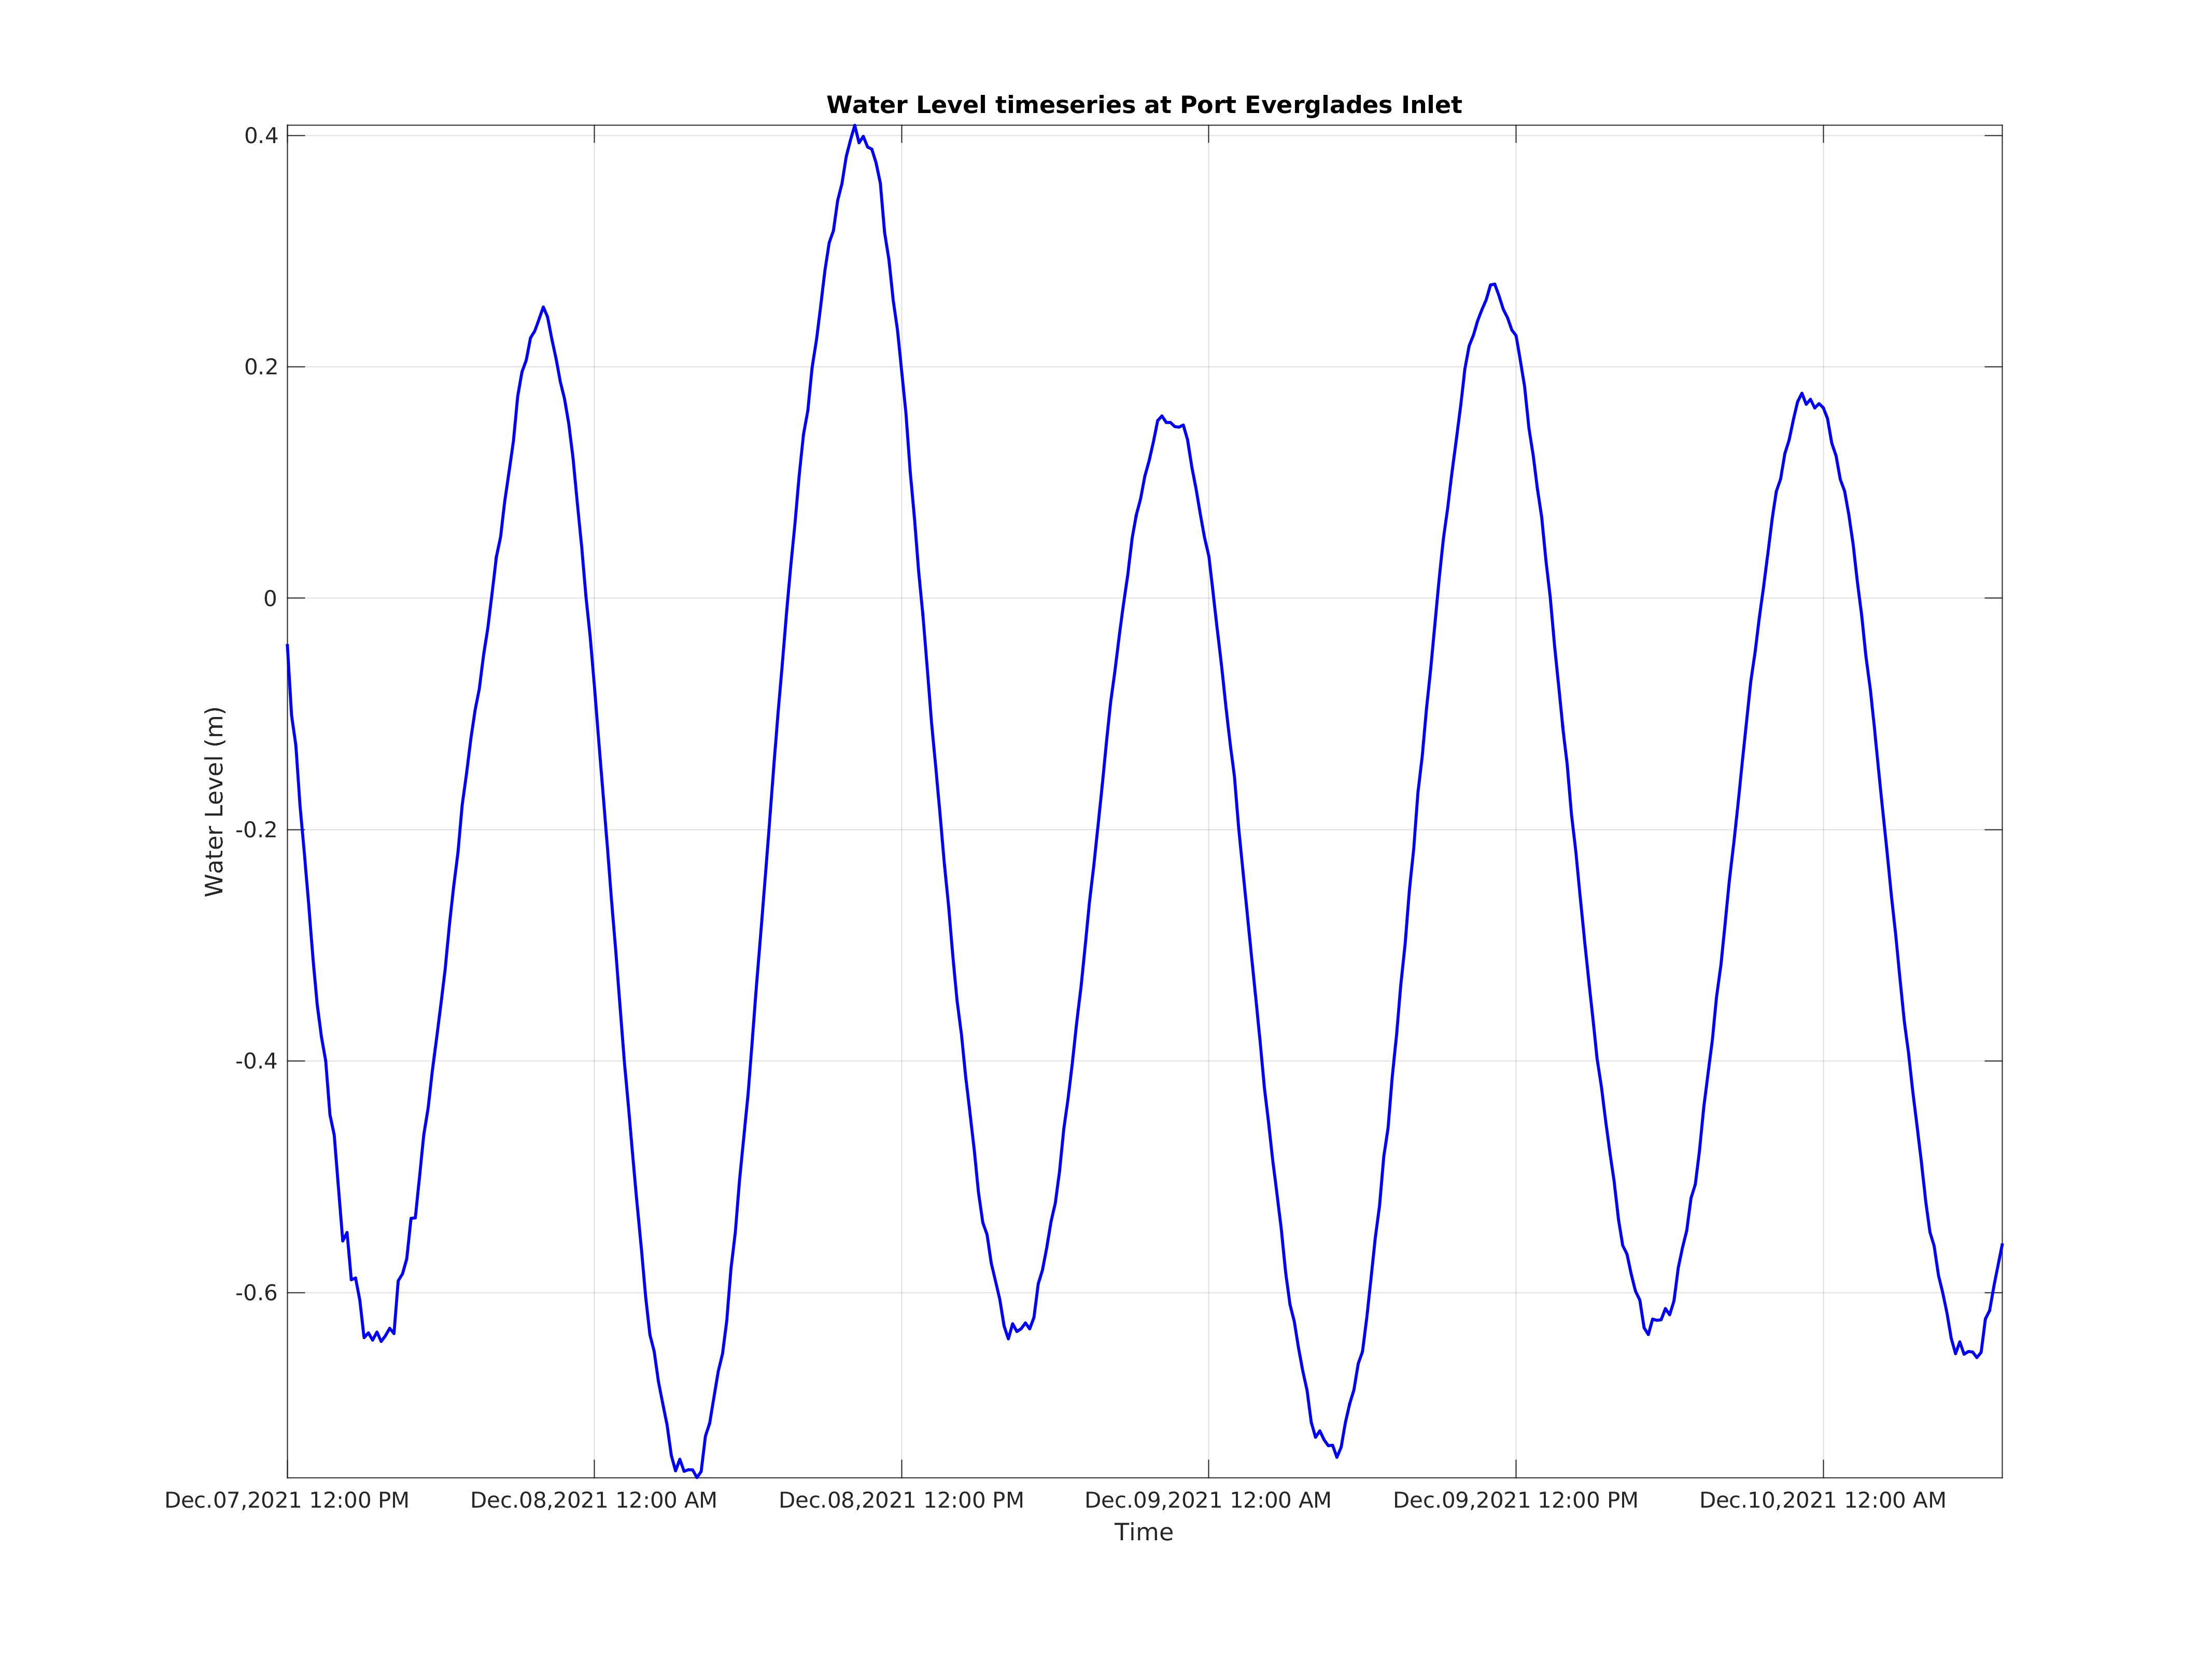 Water Level timeseries at Port Everglades Inlet
0.4
0.2
0
-0.2
-0.4
-0.6
Water Level (m)
Dec.07,2021 12:00 PM
Dec.08,2021 12:00 AM
Dec.08,2021 12:00 PM
Dec.09,2021 12:00 AM
Dec.09,2021 12:00 PM
Dec.10,2021 12:00 AM
Time